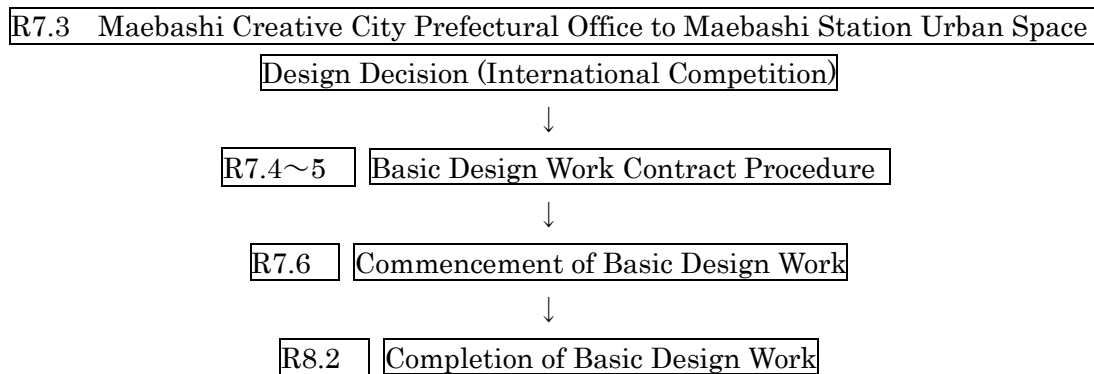 R7.3 Maebashi Creative City Prefectural Office to Maebashi Station Urban Space
Design Decision (International Competition)
↓
R7.4～5 Basic Design Work Contract Procedure
↓
R7.6 Commencement of Basic Design Work
↓
R8.2 Completion of Basic Design Work